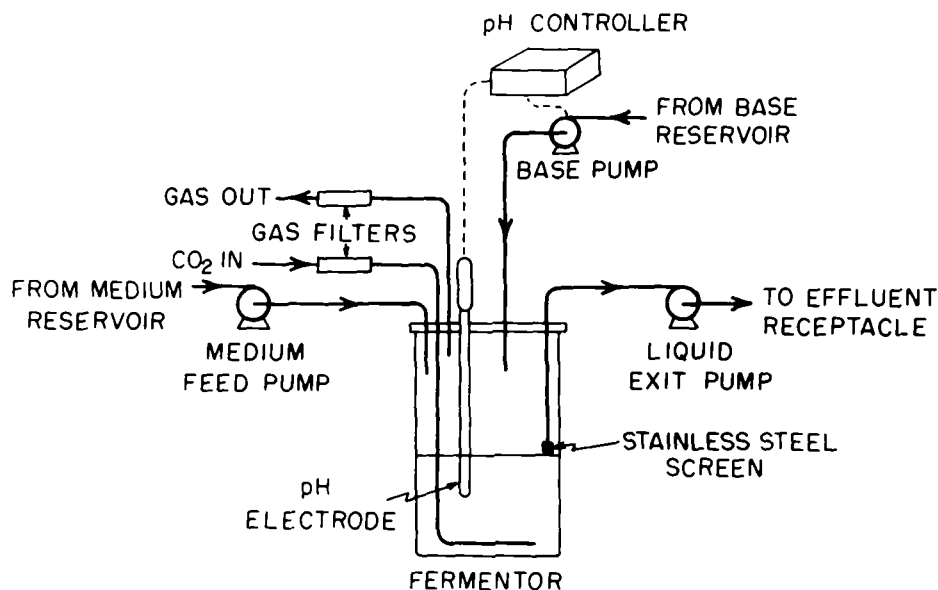 pH CONTROLLER
FROM BASE
RESERVOIR
BASE PUMP
GAS OUT
GAS FILTERS
CO₂ IN
FROM MEDIUM
RESERVOIR
MEDIUM
FEED PUMP
TO EFFLUENT
RECEPTACLE
LIQUID
EXIT PUMP
STAINLESS STEEL
SCREEN
pH
ELECTRODE
FERMENTOR